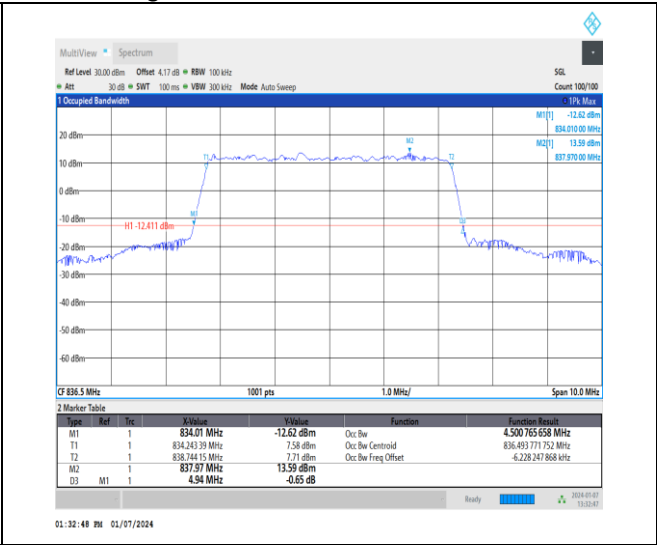 MultiView Spectrum
Ref Level 30.00 dBm Offset 4.17 dB RBW 100 kHz SGL
Att 30 dB SWT 100 ms VBW 300 kHz Mode Auto Sweep Count 100/100
1 Occupied Bandwidth 1Pk Max
M1[1] -12.62 dBm
834.010 00 MHz
20 dBm
M2[1] 13.59 dBm
837.970 00 MHz
M2
T1 T2
10 dBm
0 dBm
M1
-10 dBm
H1 -12.411 dBm
-20 dBm
-30 dBm
-40 dBm
-50 dBm
-60 dBm
CF 836.5 MHz 1001 pts 1.0 MHz/ Span 10.0 MHz
2 Marker Table
Type Ref Trc X-Value Y-Value Function Function Result
M1 1 834.01 MHz -12.62 dBm Occ Bw 4.500 765 658 MHz
T1 1 834.243 39 MHz 7.58 dBm Occ Bw Centroid 836.493 771 752 MHz
T2 1 838.744 15 MHz 7.71 dBm Occ Bw Freq Offset -6.228 247 868 kHz
M2 1 837.97 MHz 13.59 dBm
D3 M1 1 4.94 MHz -0.65 dB
Ready 2024-01-07
13:32:47
01:32:48 PM 01/07/2024